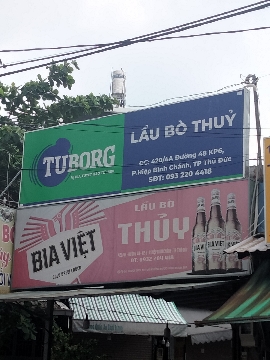 LẨU BÒ THUỶ
TUBORG
ĐC: 420/4A Đường 48 KP6,
P.Hiệp Bình Chánh, TP Thủ Đức
SĐT: 093 220 4418
LẨU BÒ
THỦY
BIA VIỆT